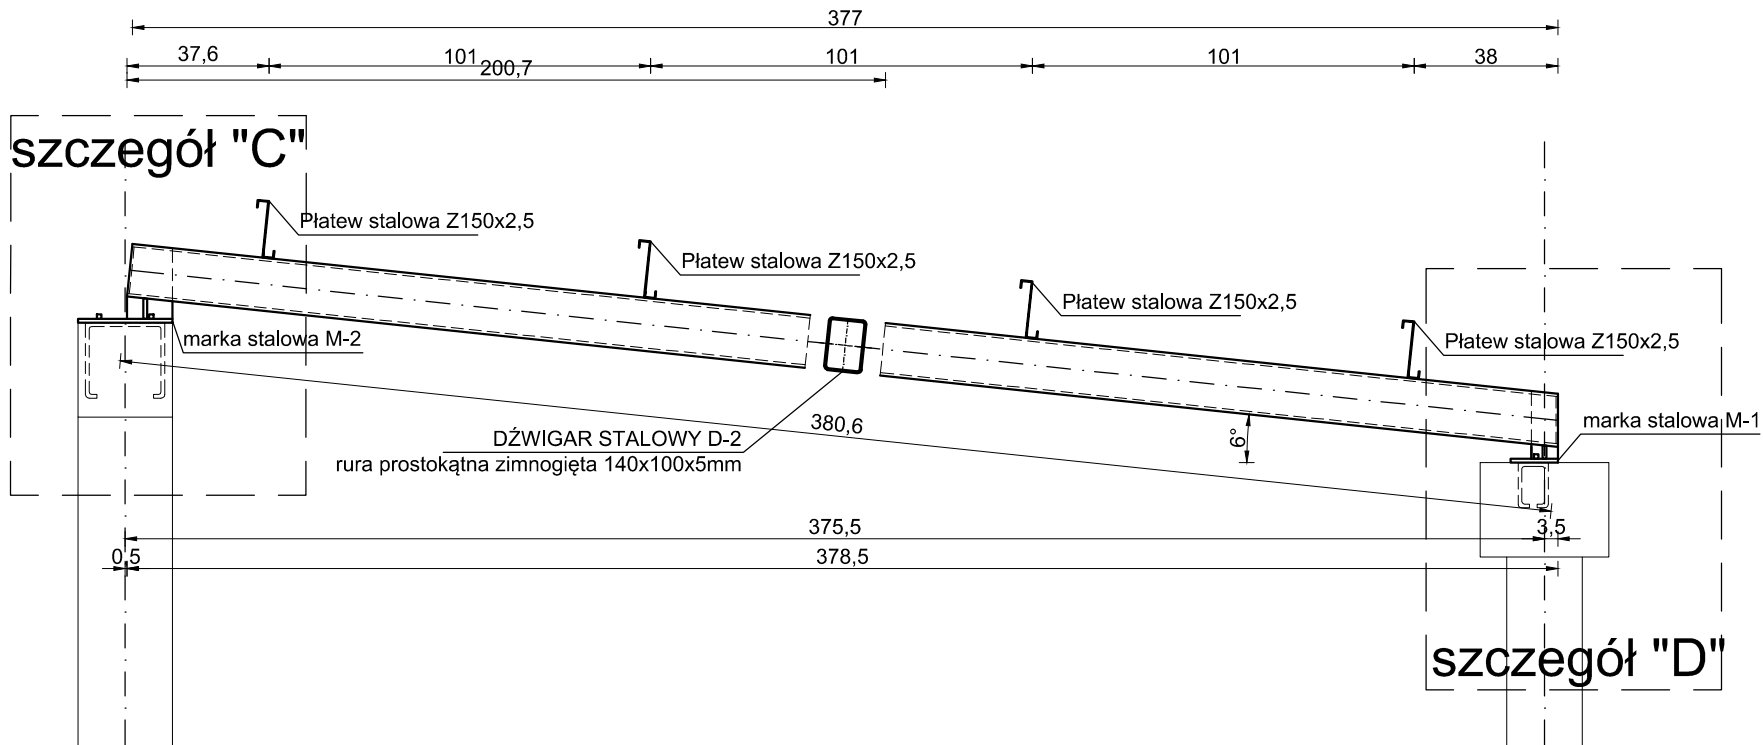 377
37,6
101
101
101
38
200,7
szczegół "C"
Płatew stalowa Z150x2,5
Płatew stalowa Z150x2,5
Płatew stalowa Z150x2,5
Płatew stalowa Z150x2,5
marka stalowa M-2
380,6
marka stalowa M-1
DŹWIGAR STALOWY D-2
rura prostokątna zimnogięta 140x100x5mm
6°
375,5
3,5
0,5
378,5
szczegół "D"